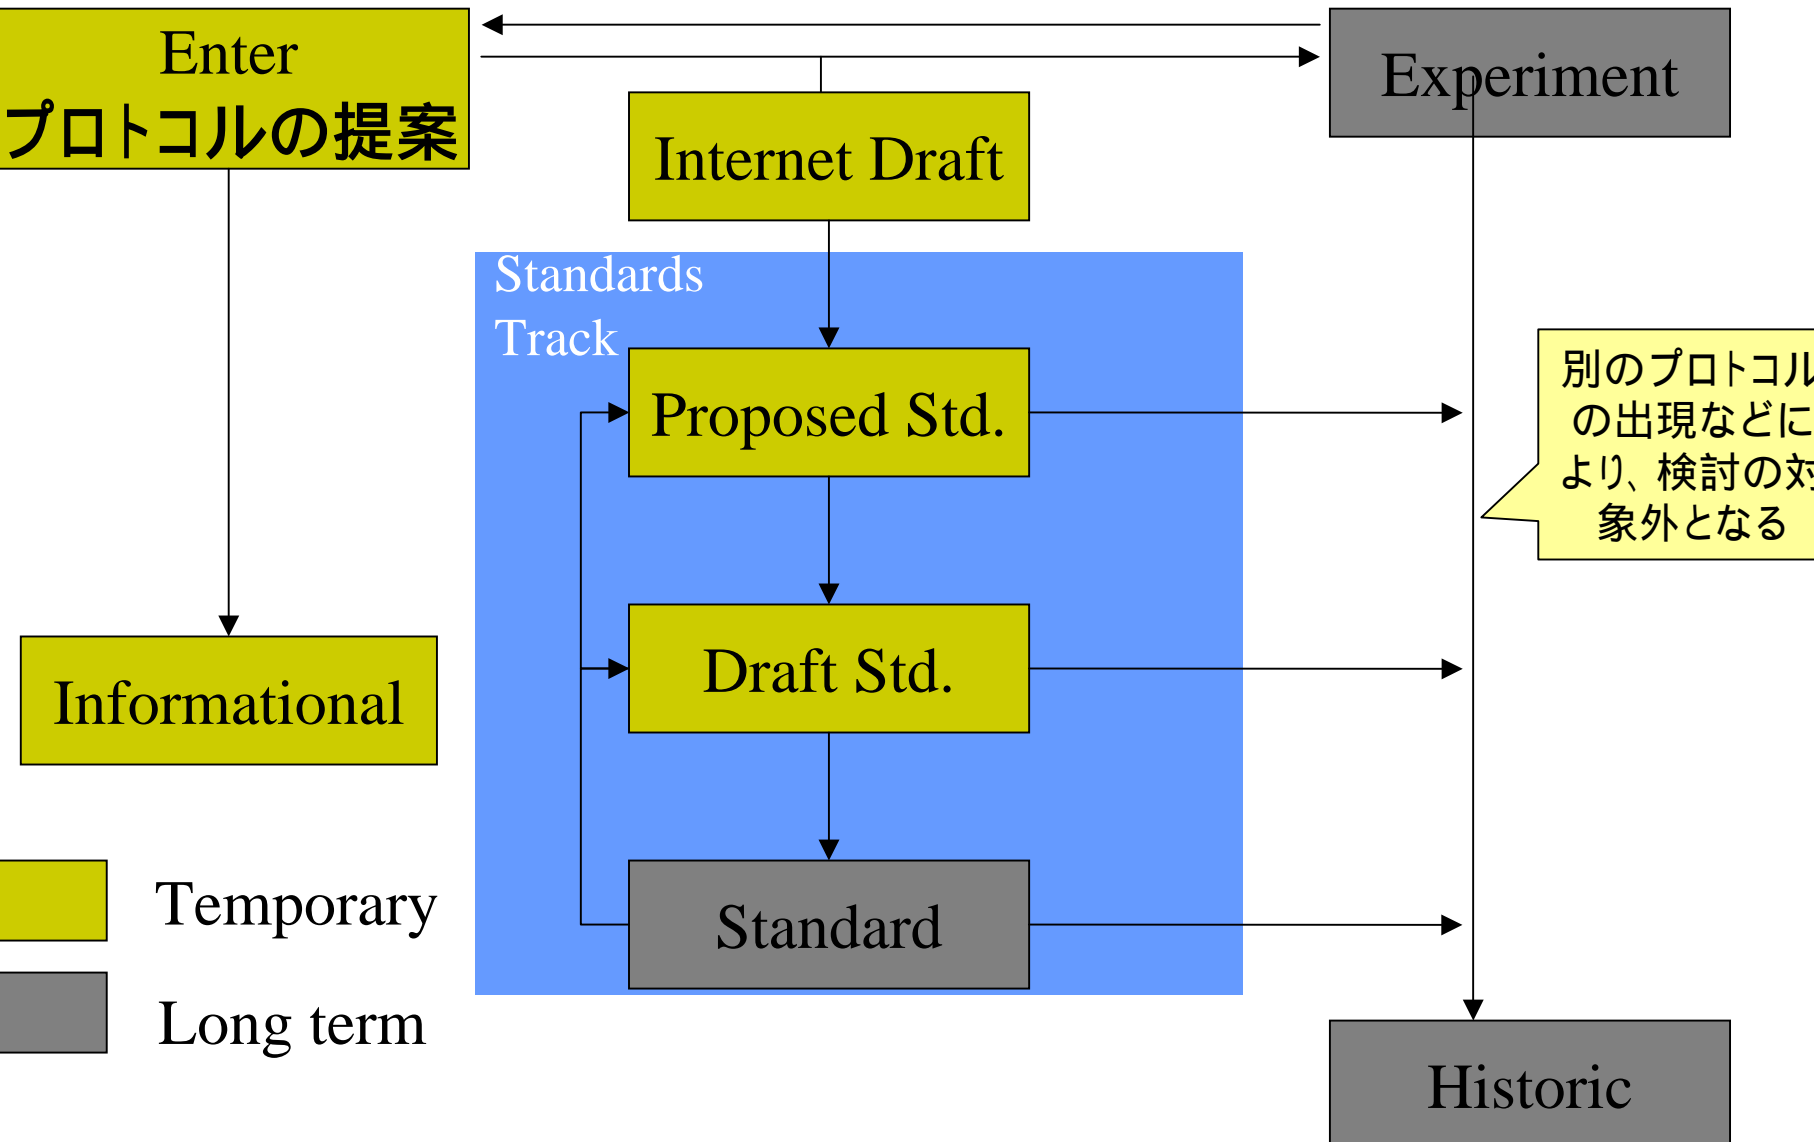 Enter
プロトコルの提案
Experiment
Internet Draft
Standards
Track
Proposed Std.
別のプロトコル
の出現などに
より、検討の対
象外となる
Draft Std.
Informational
Temporary
Standard
Long term
Historic